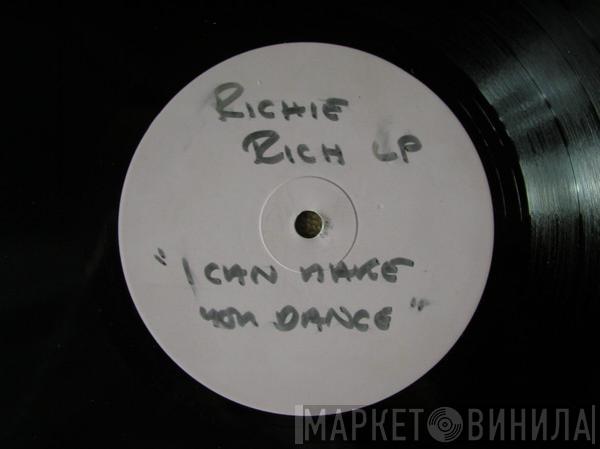 RICHIE
RICH LP
"I CAN MAKE
YOU DANCE"
МАРКЕТ ВИНИЛА